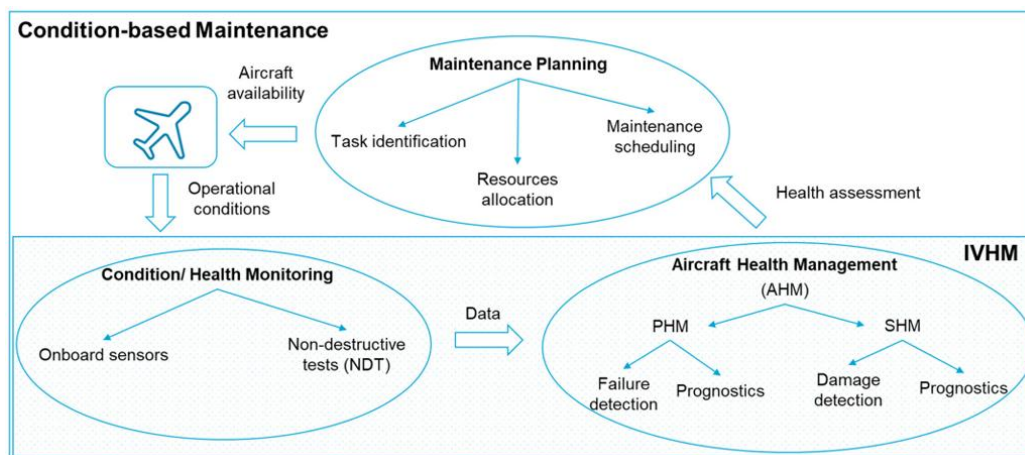 Condition-based Maintenance
Maintenance Planning
Task identification
Resources
allocation
Maintenance
scheduling
Aircraft
availability
Operational
conditions
Health assessment
IVHM
Condition/ Health Monitoring
Onboard sensors
Non-destructive
tests (NDT)
Data
Aircraft Health Management
(AHM)
PHM
SHM
Failure
detection
Prognostics
Damage
detection
Prognostics